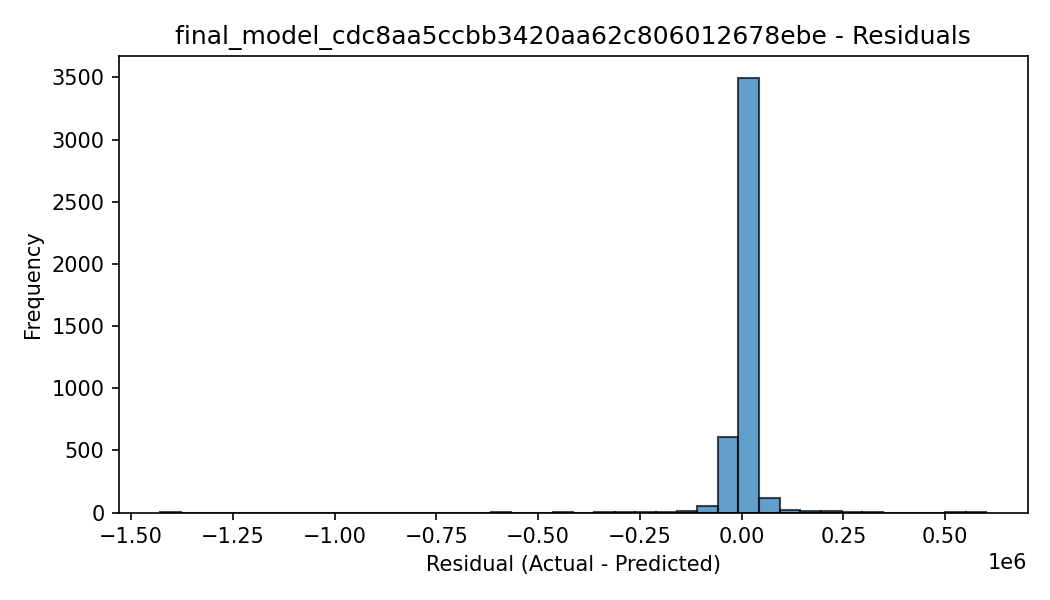 final_model_cdc8aa5ccbb3420aa62c806012678ebe - Residuals
3500
3000
2500
2000
1500
1000
500
0
Frequency
−1.50 −1.25 −1.00 −0.75 −0.50 −0.25 0.00 0.25 0.50
1e6
Residual (Actual - Predicted)